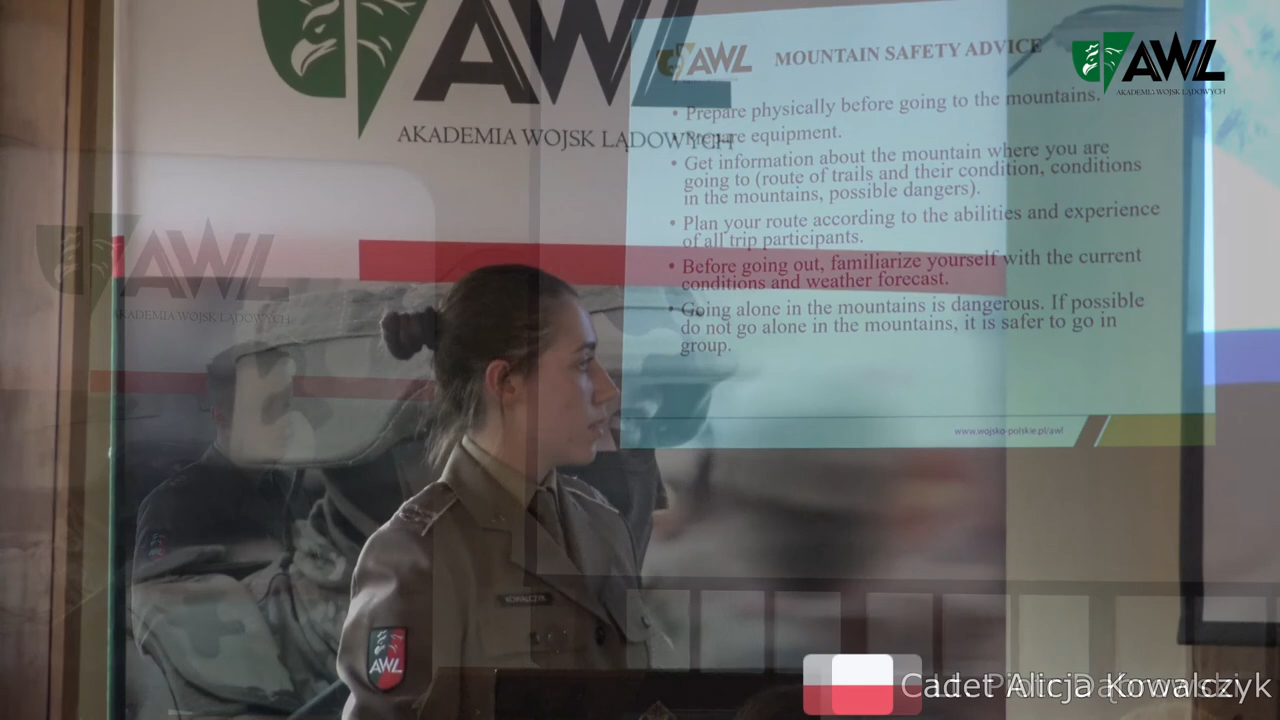 AWL
AKADEMIA WOJSK LĄDOWYCH
AWL
MOUNTAIN SAFETY ADVICE
• Prepare physically before going to the mountains.
• Prepare equipment.
• Get information about the mountain where you are
going to (route of trails and their condition, conditions
in the mountains, possible dangers).
• Plan your route according to the abilities and experience
of all trip participants.
• Before going out, familiarize yourself with the current
conditions and weather forecast.
• Going alone in the mountains is dangerous. If possible
do not go alone in the mountains, it is safer to go in
group.
www.wojsko-polskie.pl/awl
AWL
AKADEMIA WOJSK LĄDOWYCH
AWL
AKADEMIA WOJSK LĄDOWYCH
KOWALCZYK
AWL
Cadet Alicja Kowalczyk